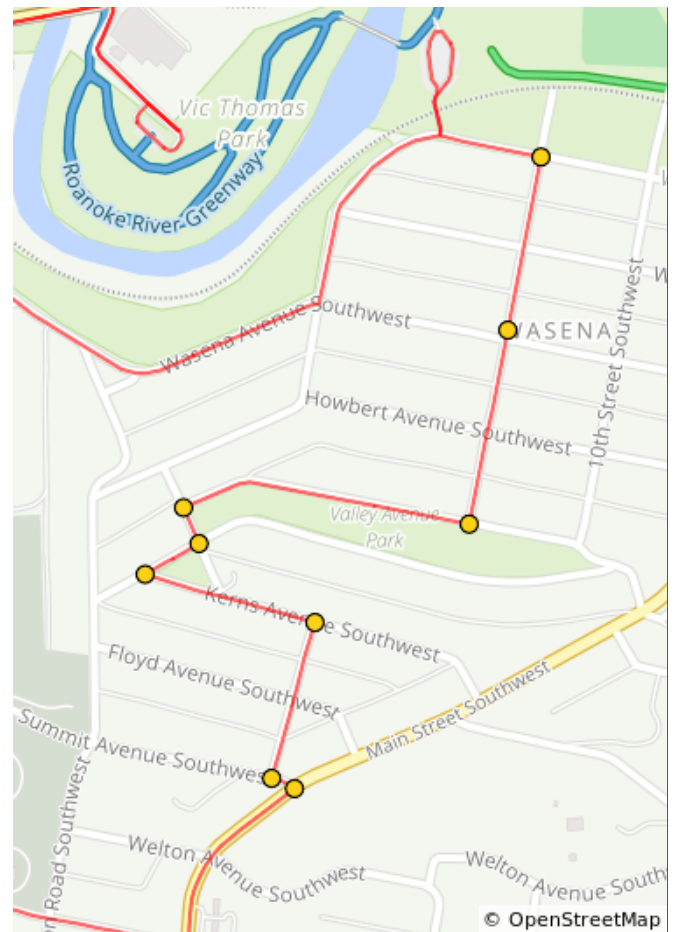 Vic Thomas
Park
Roanoke River Greenway
W
Wasena Avenue Southwest
WASENA
10th Street Southwest
Howbert Avenue Southwest
Valley Avenue
Park
Kerns Avenue Southwest
Floyd Avenue Southwest
Main Street Southwest
Summit Avenue Southwest
Welton Avenue Southwest
Welton Avenue South
on Road Southwest
© OpenStreetMap